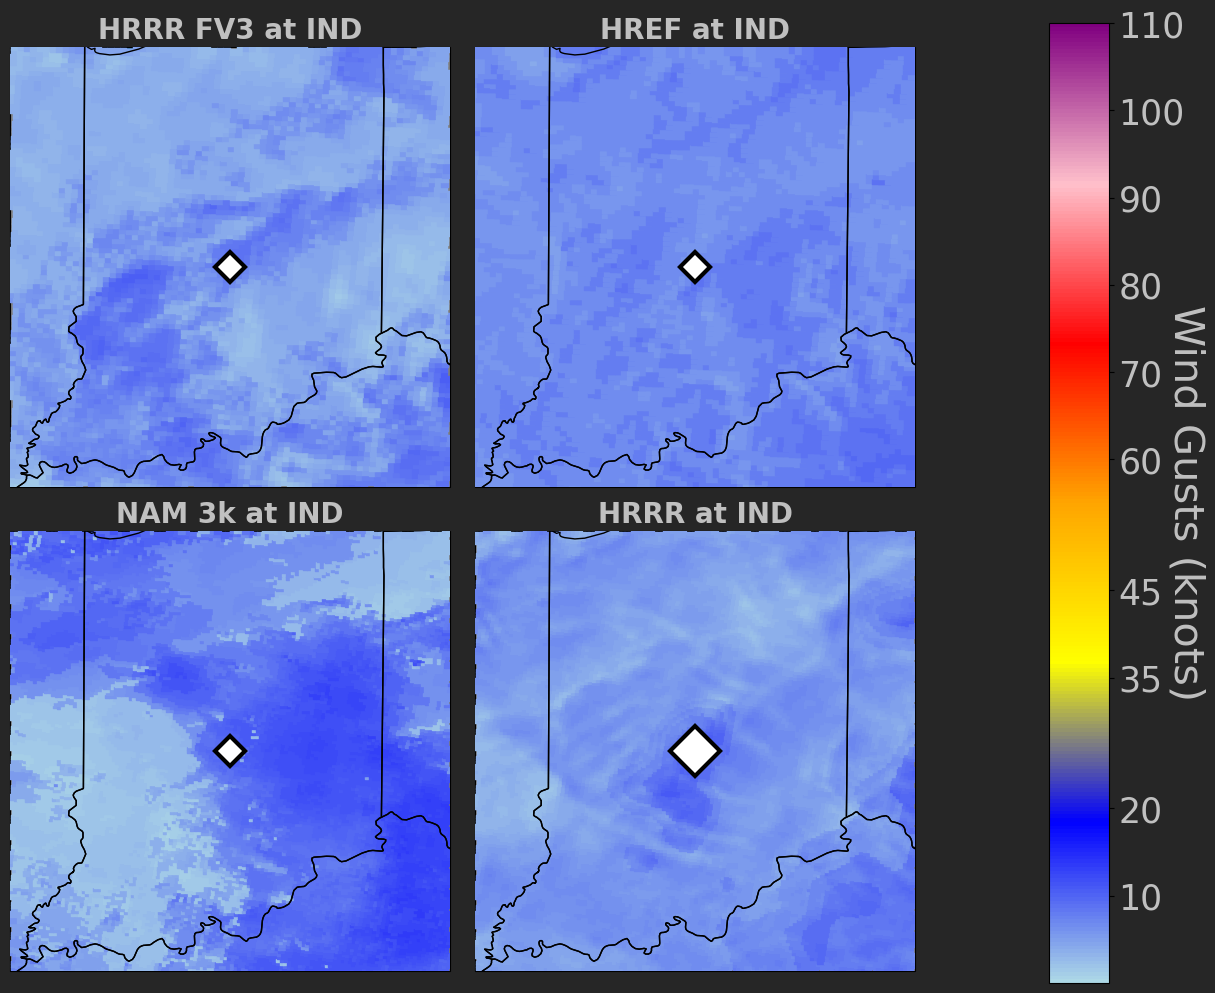 HRRR FV3 at IND
HREF at IND
NAM 3k at IND
HRRR at IND
110
100
90
80
70
60
45
35
20
10
Wind Gusts (knots)